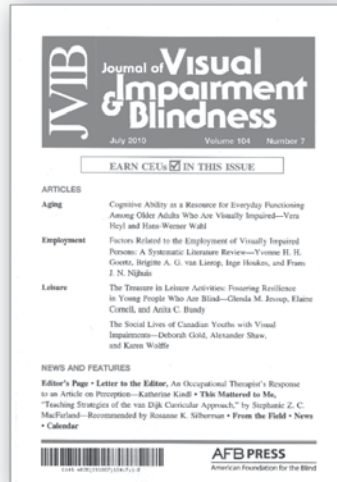 JVIB
Journal of Visual
Impairment
& Blindness
July 2010 Volume 104 Number 7
EARN CEUs ☑ IN THIS ISSUE
ARTICLES
Aging Cognitive Ability as a Resource for Everyday Functioning
Among Older Adults Who Are Visually Impaired—Vera
Heyl and Hans-Werner Wahl
Employment Factors Related to the Employment of Visually Impaired
Persons: A Systematic Literature Review—Yvonne H. H.
Goertz, Brigitte A. G. van Lierop, Inge Houkes, and Frans
J. N. Nijhuis
Leisure The Treasure in Leisure Activities: Fostering Resilience
in Young People Who Are Blind—Glenda M. Jessup, Elaine
Cornell, and Anita C. Bundy
The Social Lives of Canadian Youths with Visual
Impairments—Deborah Gold, Alexander Shaw,
and Karen Wolffe
NEWS AND FEATURES
Editor's Page • Letter to the Editor, An Occupational Therapist's Response
to an Article on Perception—Katherine Kindl • This Mattered to Me,
"Teaching Strategies of the van Dijk Curricular Approach," by Stephanie Z. C.
MacFarland—Recommended by Rosanne K. Silberman • From the Field • News
• Calendar
AFB PRESS
American Foundation for the Blind